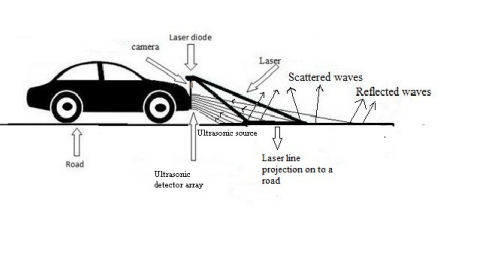 Laser diode
camera
Laser
Scattered waves
Reflected waves
Ultrasonic source
Road
Ultrasonic
detector array
Laser line
projection on to a
road